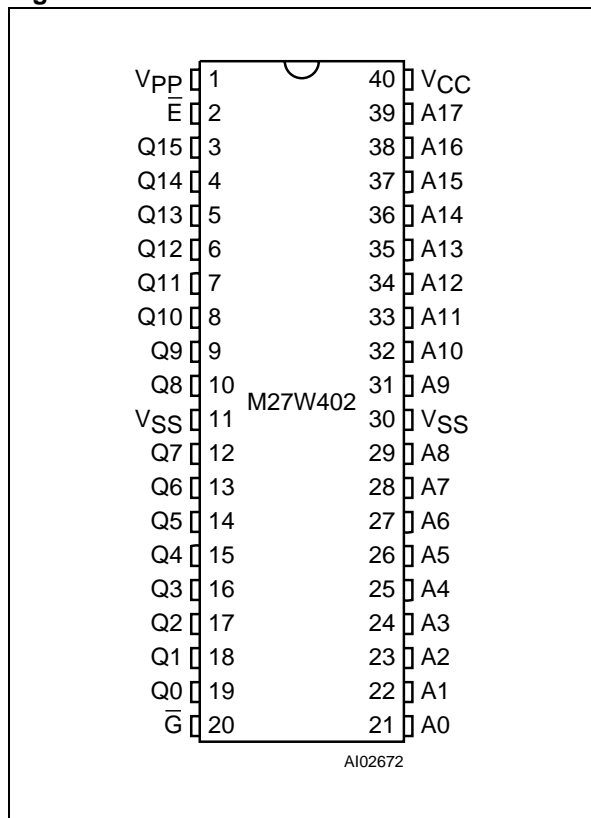 VPP 1 40 VCC
E̅ 2 39 A17
Q15 3 38 A16
Q14 4 37 A15
Q13 5 36 A14
Q12 6 35 A13
Q11 7 34 A12
Q10 8 33 A11
Q9 9 32 A10
Q8 10 31 A9
M27W402
VSS 11 30 VSS
Q7 12 29 A8
Q6 13 28 A7
Q5 14 27 A6
Q4 15 26 A5
Q3 16 25 A4
Q2 17 24 A3
Q1 18 23 A2
Q0 19 22 A1
G̅ 20 21 A0
AI02672